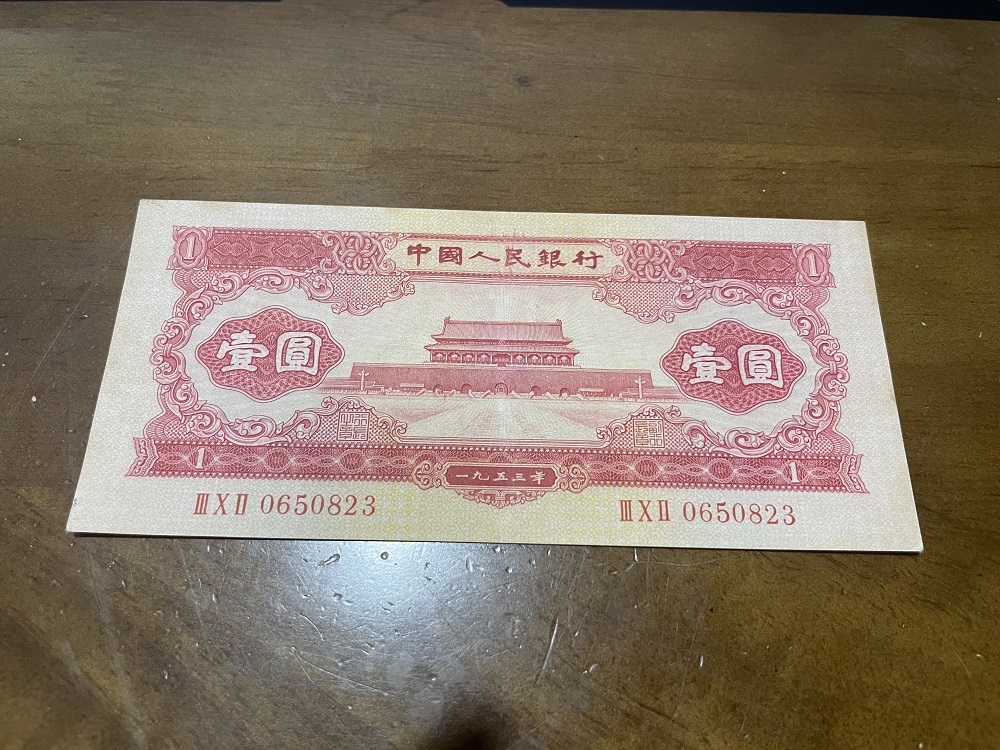 1 中國人民銀行 1
壹圓 壹圓
1 一九五三年 1
ⅢⅩⅡ 0650823 ⅢⅩⅡ 0650823